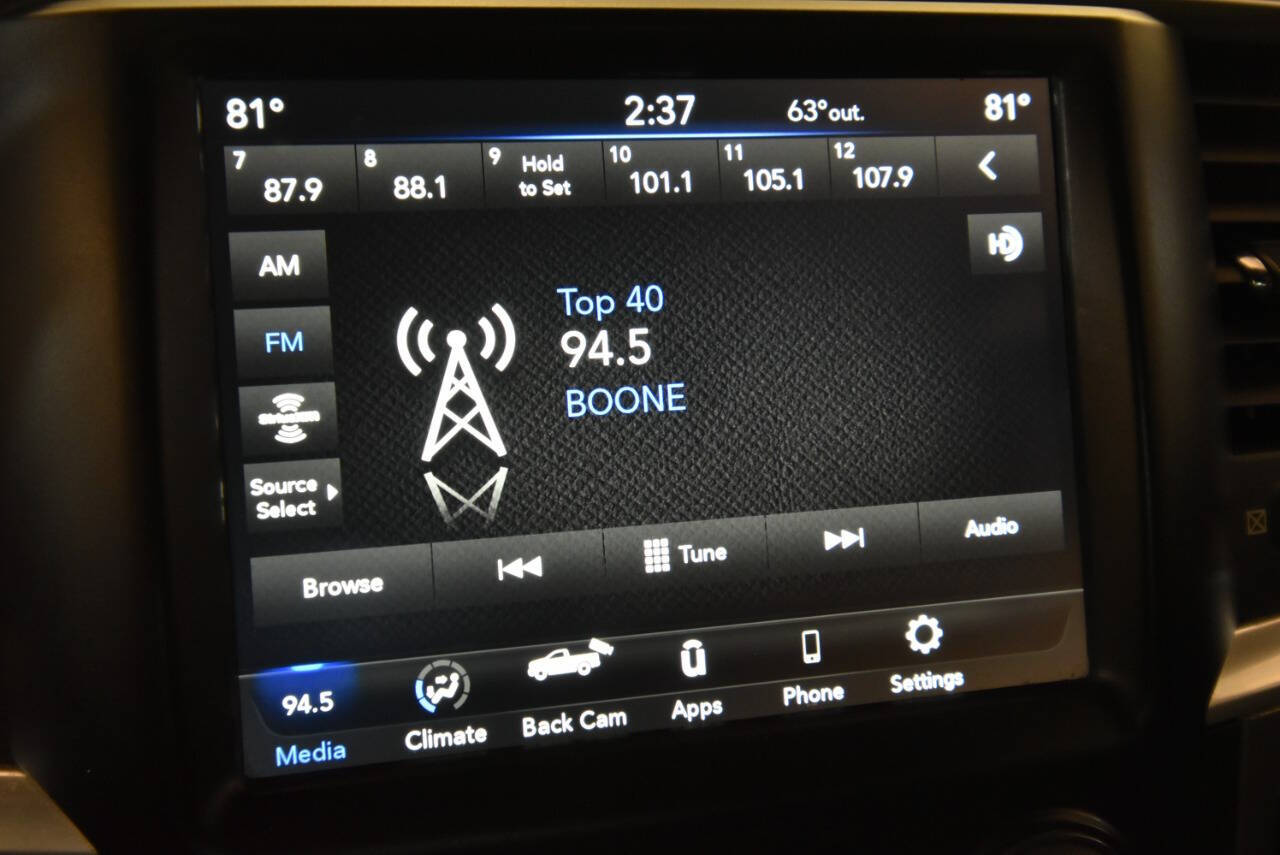 81° 2:37 63° out. 81°
7 8 9 Hold 10 11 12
87.9 88.1 to Set 101.1 105.1 107.9
HD
AM
Top 40
FM
94.5
BOONE
SiriusXM
Source
Select
Browse Tune Audio
94.5
Media Climate Back Cam Apps Phone Settings